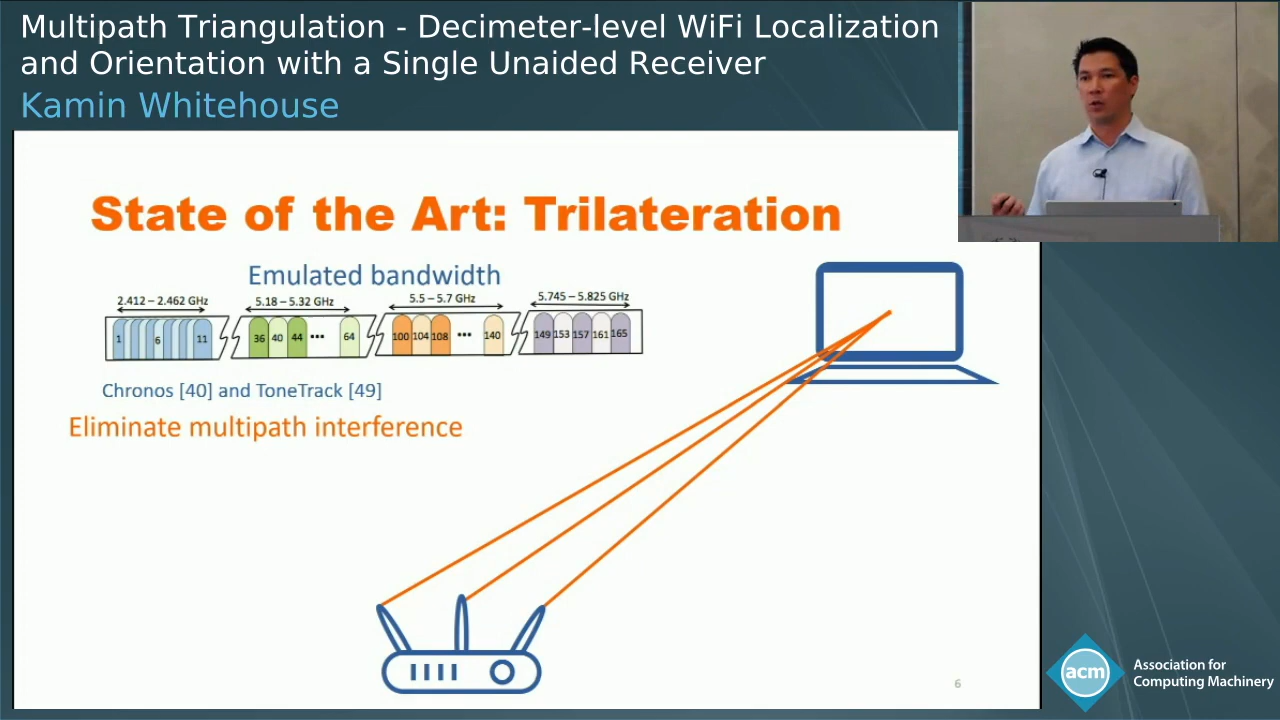 Multipath Triangulation - Decimeter-level WiFi Localization
and Orientation with a Single Unaided Receiver
Kamin Whitehouse
State of the Art: Trilateration
Emulated bandwidth
2.412 – 2.462 GHz 5.18 – 5.32 GHz 5.5 – 5.7 GHz 5.745 – 5.825 GHz
1 6 11 36 40 44 ••• 64 100 104 108 ••• 140 149 153 157 161 165
Chronos [40] and ToneTrack [49]
Eliminate multipath interference
6
acm
Association for
Computing Machinery